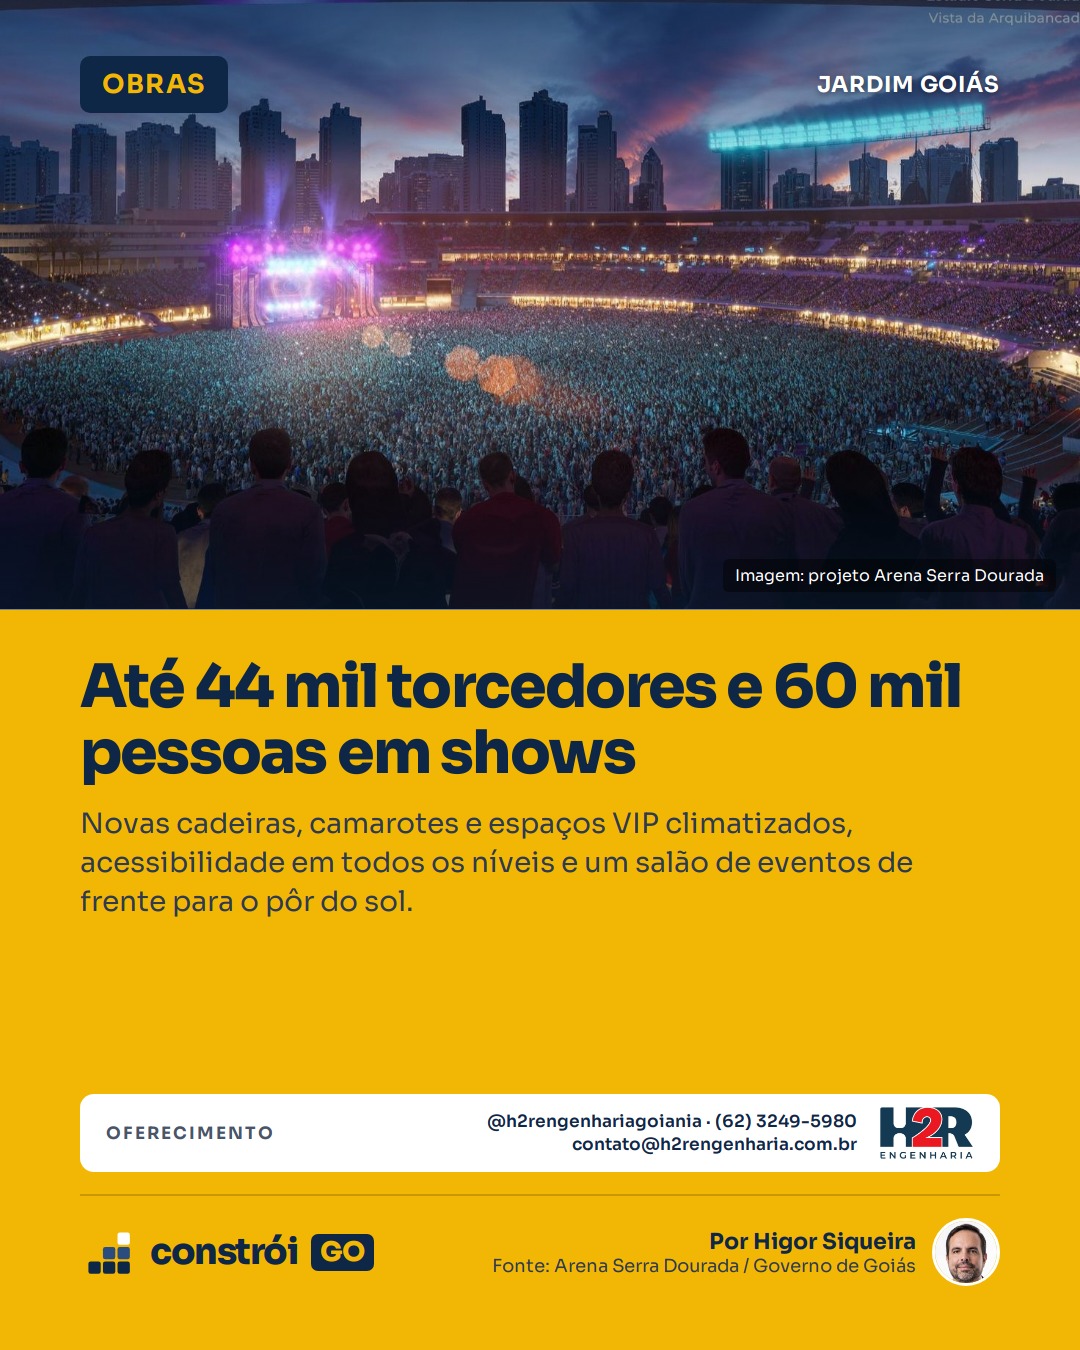 Vista da Arquibancad
OBRAS
JARDIM GOIÁS
Imagem: projeto Arena Serra Dourada
Até 44 mil torcedores e 60 mil
pessoas em shows
Novas cadeiras, camarotes e espaços VIP climatizados,
acessibilidade em todos os níveis e um salão de eventos de
frente para o pôr do sol.
OFERECIMENTO
@h2rengenhariagoiania · (62) 3249-5980
contato@h2rengenharia.com.br
H2R
ENGENHARIA
constrói GO
Por Higor Siqueira
Fonte: Arena Serra Dourada / Governo de Goiás